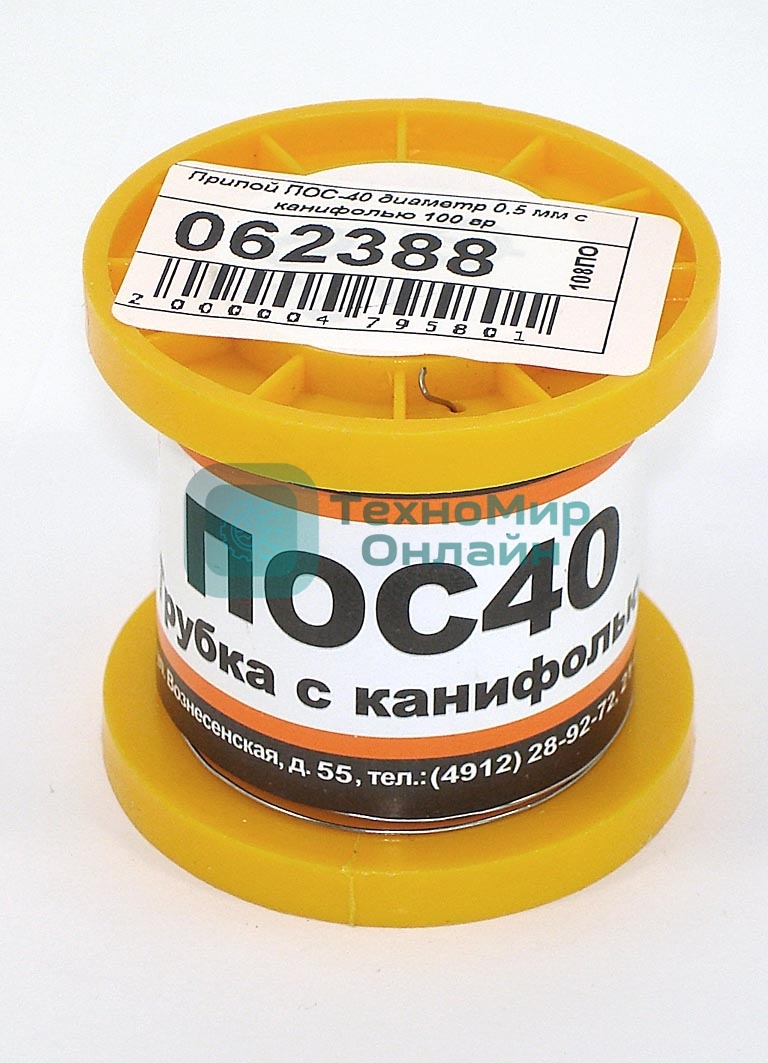 Припой ПОС-40 диаметр 0,5 мм с
канифолью 100 гр
062388
108ПО
2 000004 795801
ТехноМир
Онлайн
ПОС40
Трубка с канифолью
Вознесенская, д. 55, тел.: (4912) 28-92-72,